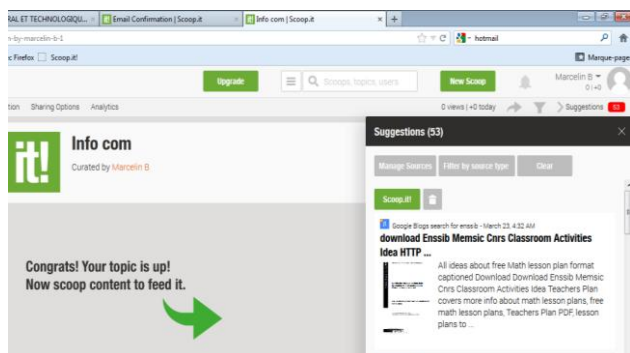 RAL ET TECHNOLOGIQU... × Email Confirmation | Scoop.it × Info com | Scoop.it × +
n-by-marcelin-b-1 hotmail
Firefox Scoop.it! Marque-page
Upgrade Scoops, topics, users New Scoop Marcelin B
0 | +0
tion Sharing Options Analytics 0 views | +0 today Suggestions 53
it! Info com
Curated by Marcelin B
Suggestions (53) ×
Manage Sources Filter by source type Clear
Scoop.it!
Google Blogs search for enssib - March 23, 4:32 AM
download Enssib Memsic Cnrs Classroom Activities
Idea HTTP ...
All ideas about free Math lesson plan format
captioned Download Download Enssib Memsic
Cnrs Classroom Activities Idea Teachers Plan
covers more info about math lesson plans, free
math lesson plans, Teachers Plan PDF, lesson
plans to ...
Congrats! Your topic is up!
Now scoop content to feed it.